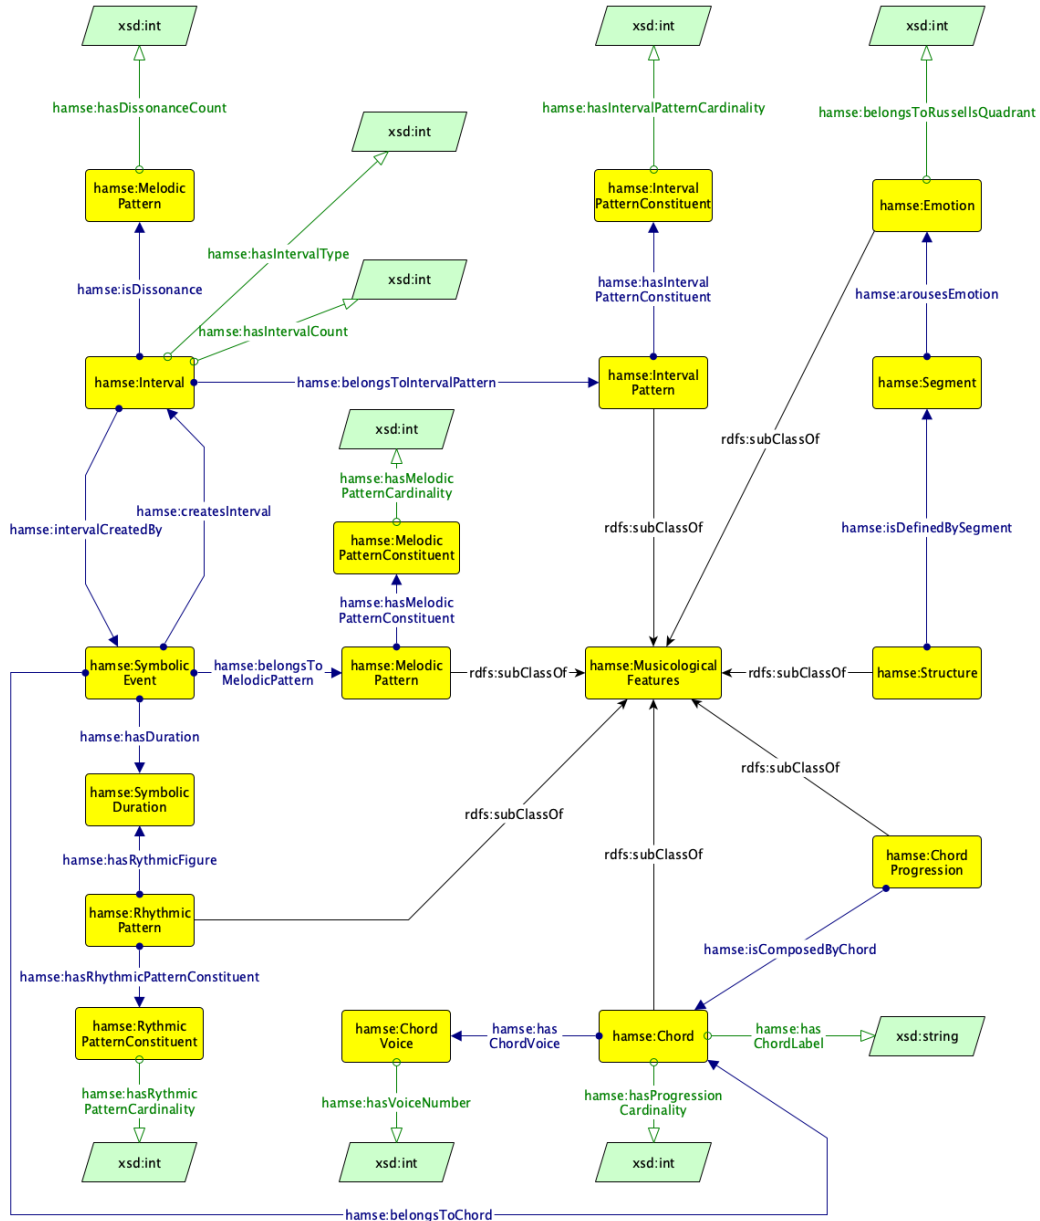 xsd:int
xsd:int
xsd:int
hamse:hasDissonanceCount
hamse:hasIntervalPatternCardinality
hamse:belongsToRussellsQuadrant
xsd:int
hamse:Melodic
Pattern
hamse:Interval
PatternConstituent
hamse:Emotion
hamse:hasIntervalType
xsd:int
hamse:isDissonance
hamse:hasInterval
PatternConstituent
hamse:arousesEmotion
hamse:hasIntervalCount
hamse:Interval
hamse:belongsToIntervalPattern
hamse:Interval
Pattern
hamse:Segment
xsd:int
rdfs:subClassOf
hamse:hasMelodic
PatternCardinality
hamse:createsInterval
hamse:intervalCreatedBy
rdfs:subClassOf
hamse:isDefinedBySegment
hamse:Melodic
PatternConstituent
hamse:hasMelodic
PatternConstituent
hamse:Symbolic
Event
hamse:belongsTo
MelodicPattern
hamse:Melodic
Pattern
rdfs:subClassOf
hamse:Musicological
Features
rdfs:subClassOf
hamse:Structure
hamse:hasDuration
rdfs:subClassOf
hamse:Symbolic
Duration
rdfs:subClassOf
hamse:hasRythmicFigure
rdfs:subClassOf
hamse:Chord
Progression
hamse:Rhythmic
Pattern
hamse:isComposedByChord
hamse:hasRhythmicPatternConstituent
hamse:Rythmic
PatternConstituent
hamse:Chord
Voice
hamse:has
ChordVoice
hamse:Chord
hamse:has
ChordLabel
xsd:string
hamse:hasRythmic
PatternCardinality
hamse:hasVoiceNumber
hamse:hasProgression
Cardinality
xsd:int
xsd:int
xsd:int
hamse:belongsToChord